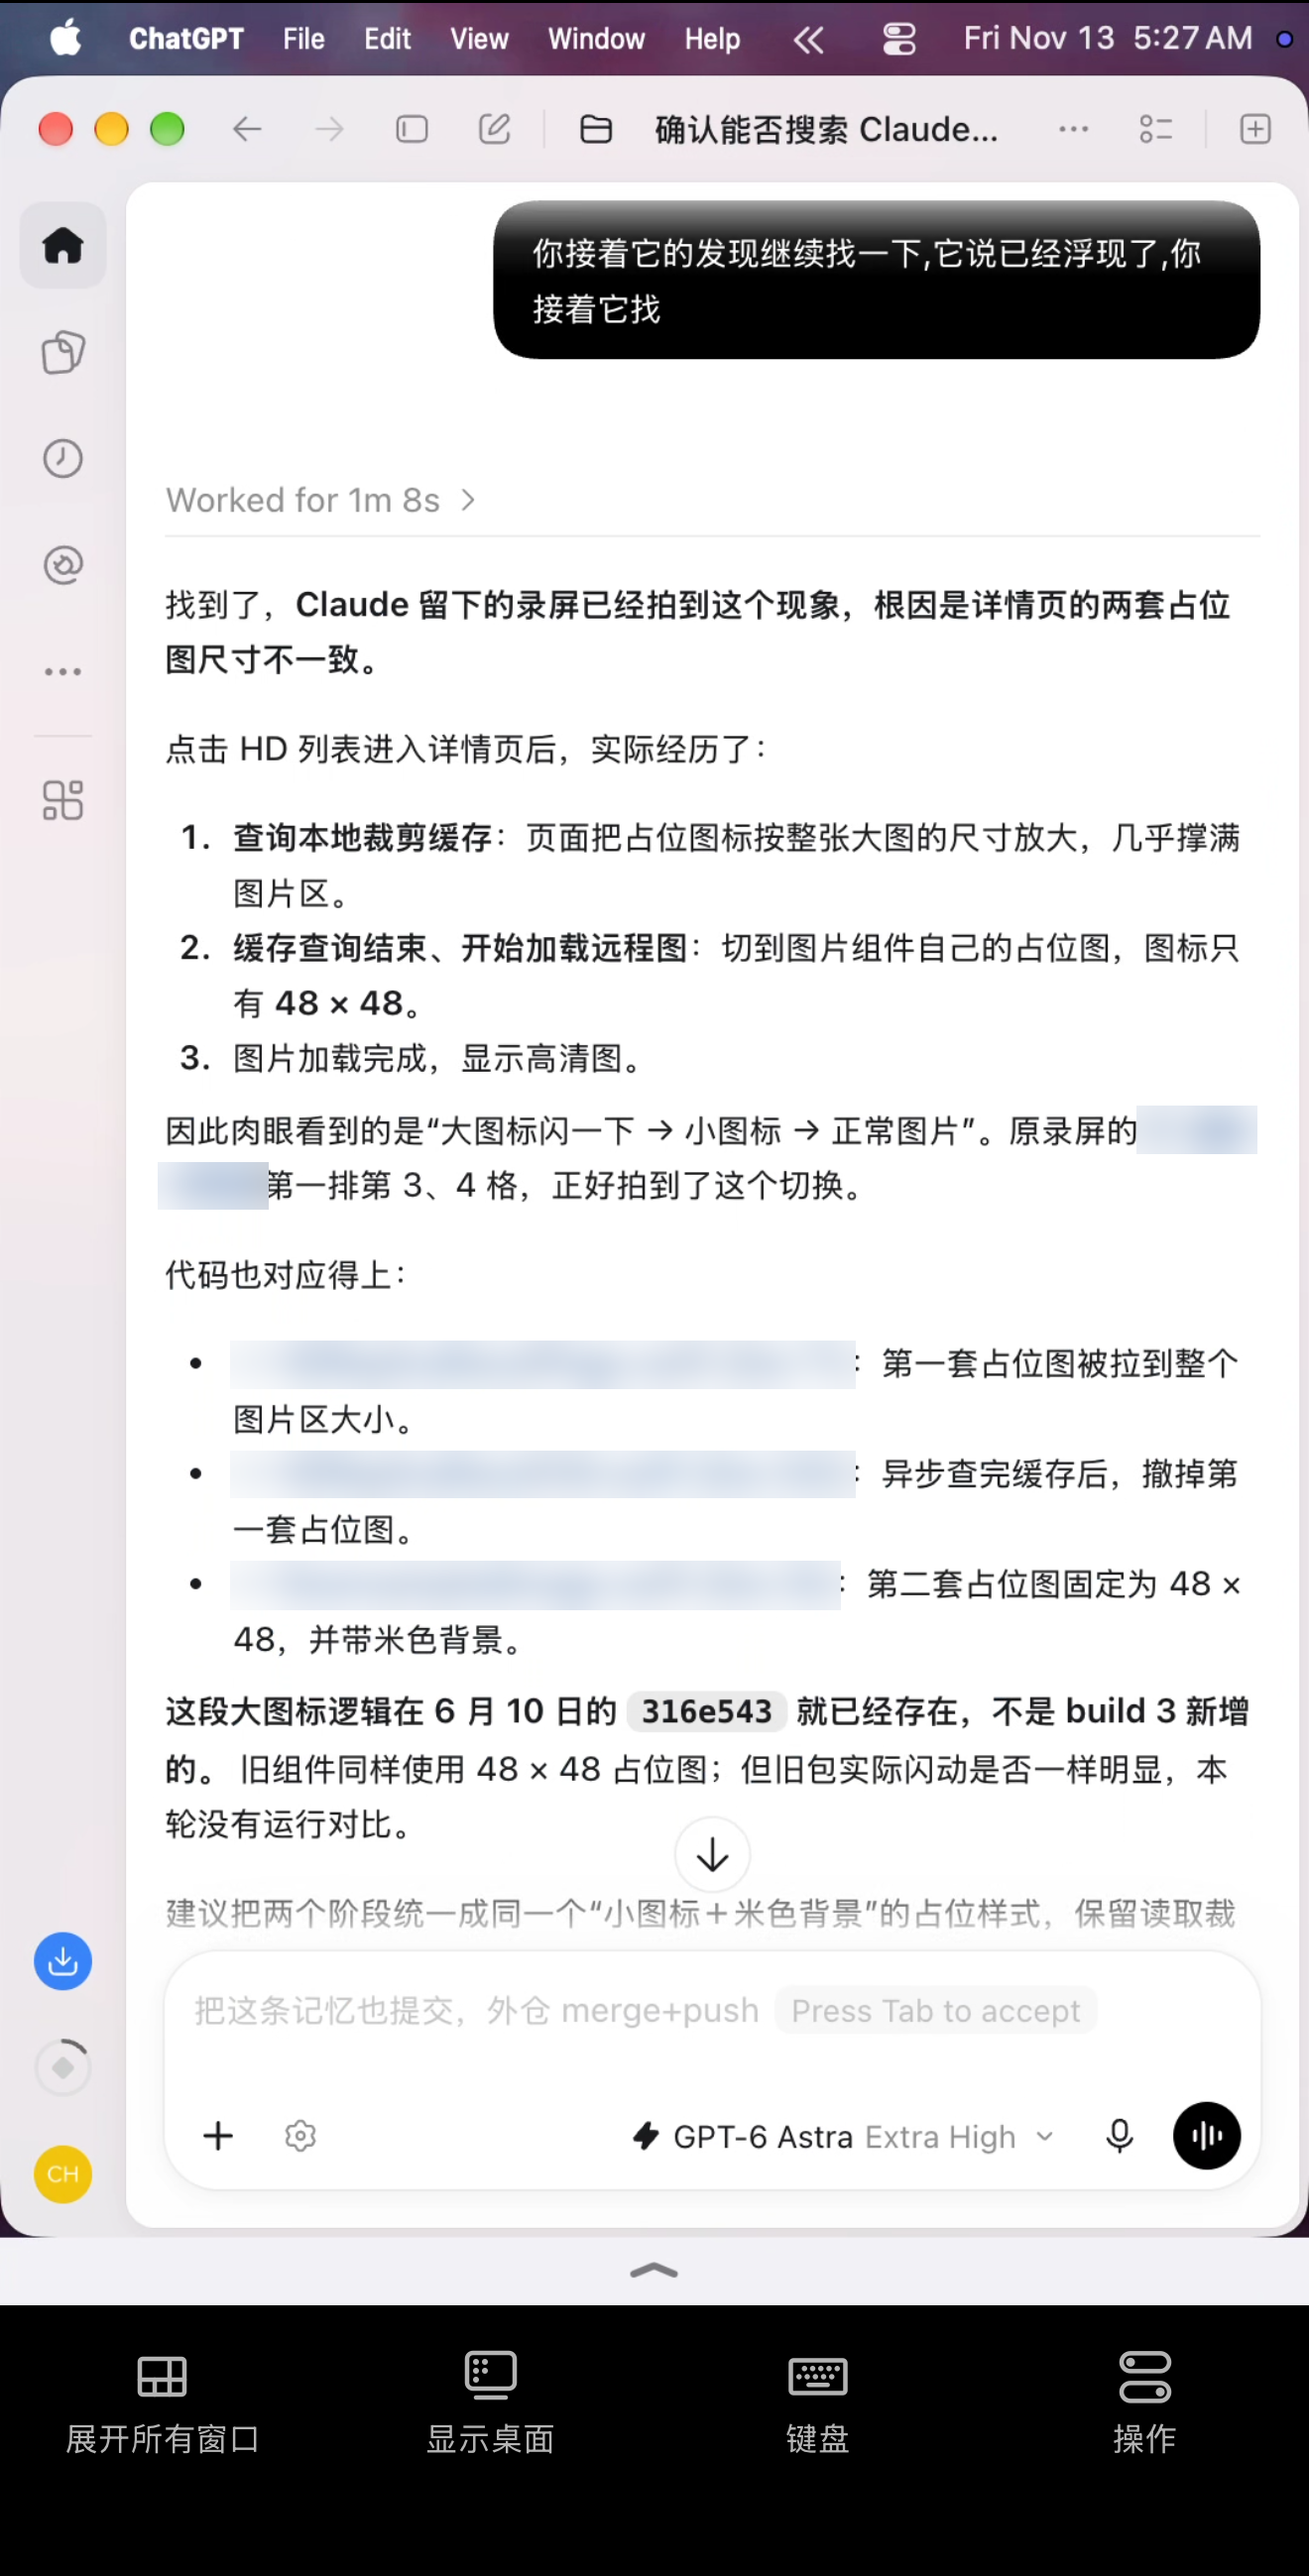 ChatGPT File Edit View Window Help Fri Nov 13 5:27 AM
确认能否搜索 Claude...
你接着它的发现继续找一下,它说已经浮现了,你
接着它找
Worked for 1m 8s
找到了，Claude 留下的录屏已经拍到这个现象，根因是详情页的两套占位
图尺寸不一致。
点击 HD 列表进入详情页后，实际经历了：
1. 查询本地裁剪缓存：页面把占位图标按整张大图的尺寸放大，几乎撑满
图片区。
2. 缓存查询结束、开始加载远程图：切到图片组件自己的占位图，图标只
有 48 × 48。
3. 图片加载完成，显示高清图。
因此肉眼看到的是“大图标闪一下 → 小图标 → 正常图片”。原录屏的
第一排第 3、4 格，正好拍到了这个切换。
代码也对应得上：
：第一套占位图被拉到整个
图片区大小。
：异步查完缓存后，撤掉第
一套占位图。
：第二套占位图固定为 48 ×
48，并带米色背景。
这段大图标逻辑在 6 月 10 日的 316e543 就已经存在，不是 build 3 新增
的。 旧组件同样使用 48 × 48 占位图；但旧包实际闪动是否一样明显，本
轮没有运行对比。
建议把两个阶段统一成同一个“小图标＋米色背景”的占位样式，保留读取裁
把这条记忆也提交，外仓 merge+push Press Tab to accept
GPT-6 Astra Extra High
CH
展开所有窗口 显示桌面 键盘 操作